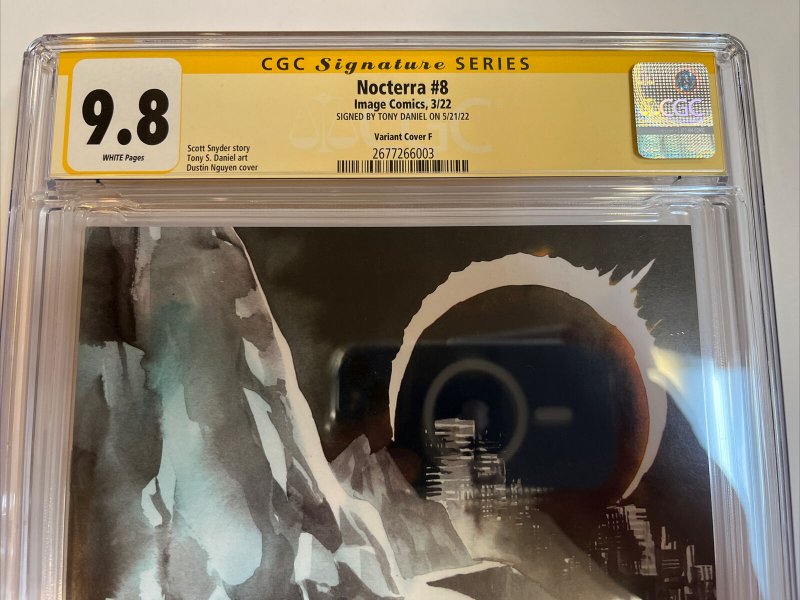 CGC Signature SERIES
9.8
WHITE Pages
Nocterra #8
Image Comics, 3/22
SIGNED BY TONY DANIEL ON 5/21/22
Variant Cover F
Scott Snyder story
Tony S. Daniel art
Dustin Nguyen cover
2677266003
CGC
CGC